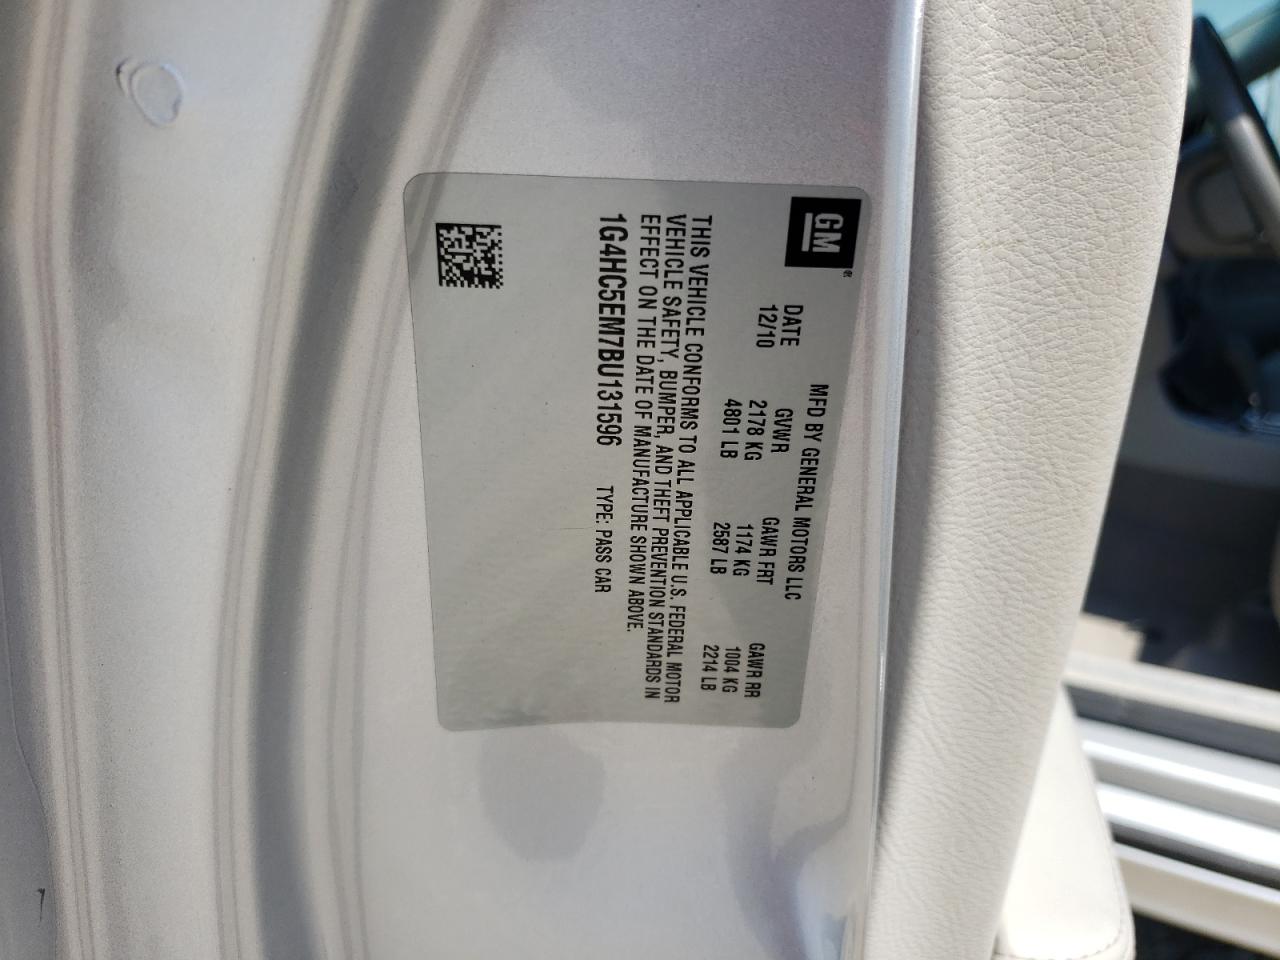 GM®
MFD BY GENERAL MOTORS LLC
DATE GVWR GAWR FRT GAWR RR
12/10 2178 KG 1174 KG 1004 KG
4801 LB 2587 LB 2214 LB
THIS VEHICLE CONFORMS TO ALL APPLICABLE U.S. FEDERAL MOTOR
VEHICLE SAFETY, BUMPER, AND THEFT PREVENTION STANDARDS IN
EFFECT ON THE DATE OF MANUFACTURE SHOWN ABOVE.
1G4HC5EM7BU131596 TYPE: PASS CAR